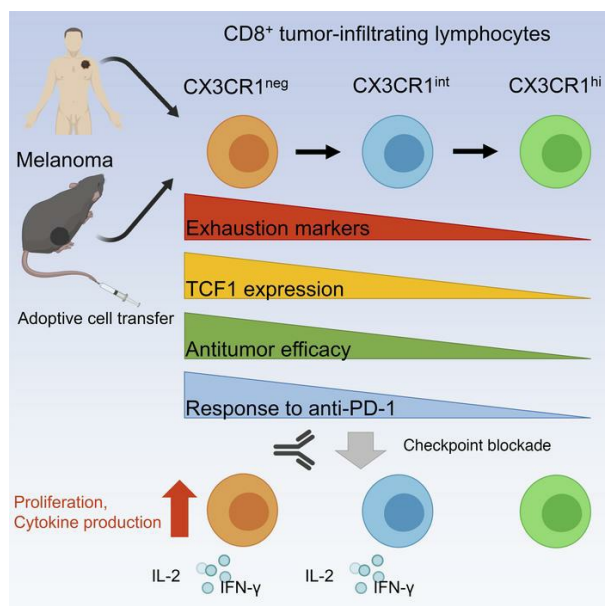 CD8⁺ tumor-infiltrating lymphocytes
CX3CR1ⁿᵉᵍ
CX3CR1ⁱⁿᵗ
CX3CR1ʰⁱ
Melanoma
Exhaustion markers
TCF1 expression
Adoptive cell transfer
Antitumor efficacy
Response to anti-PD-1
Checkpoint blockade
Proliferation,
Cytokine production
IL-2
IFN-γ
IL-2
IFN-γ